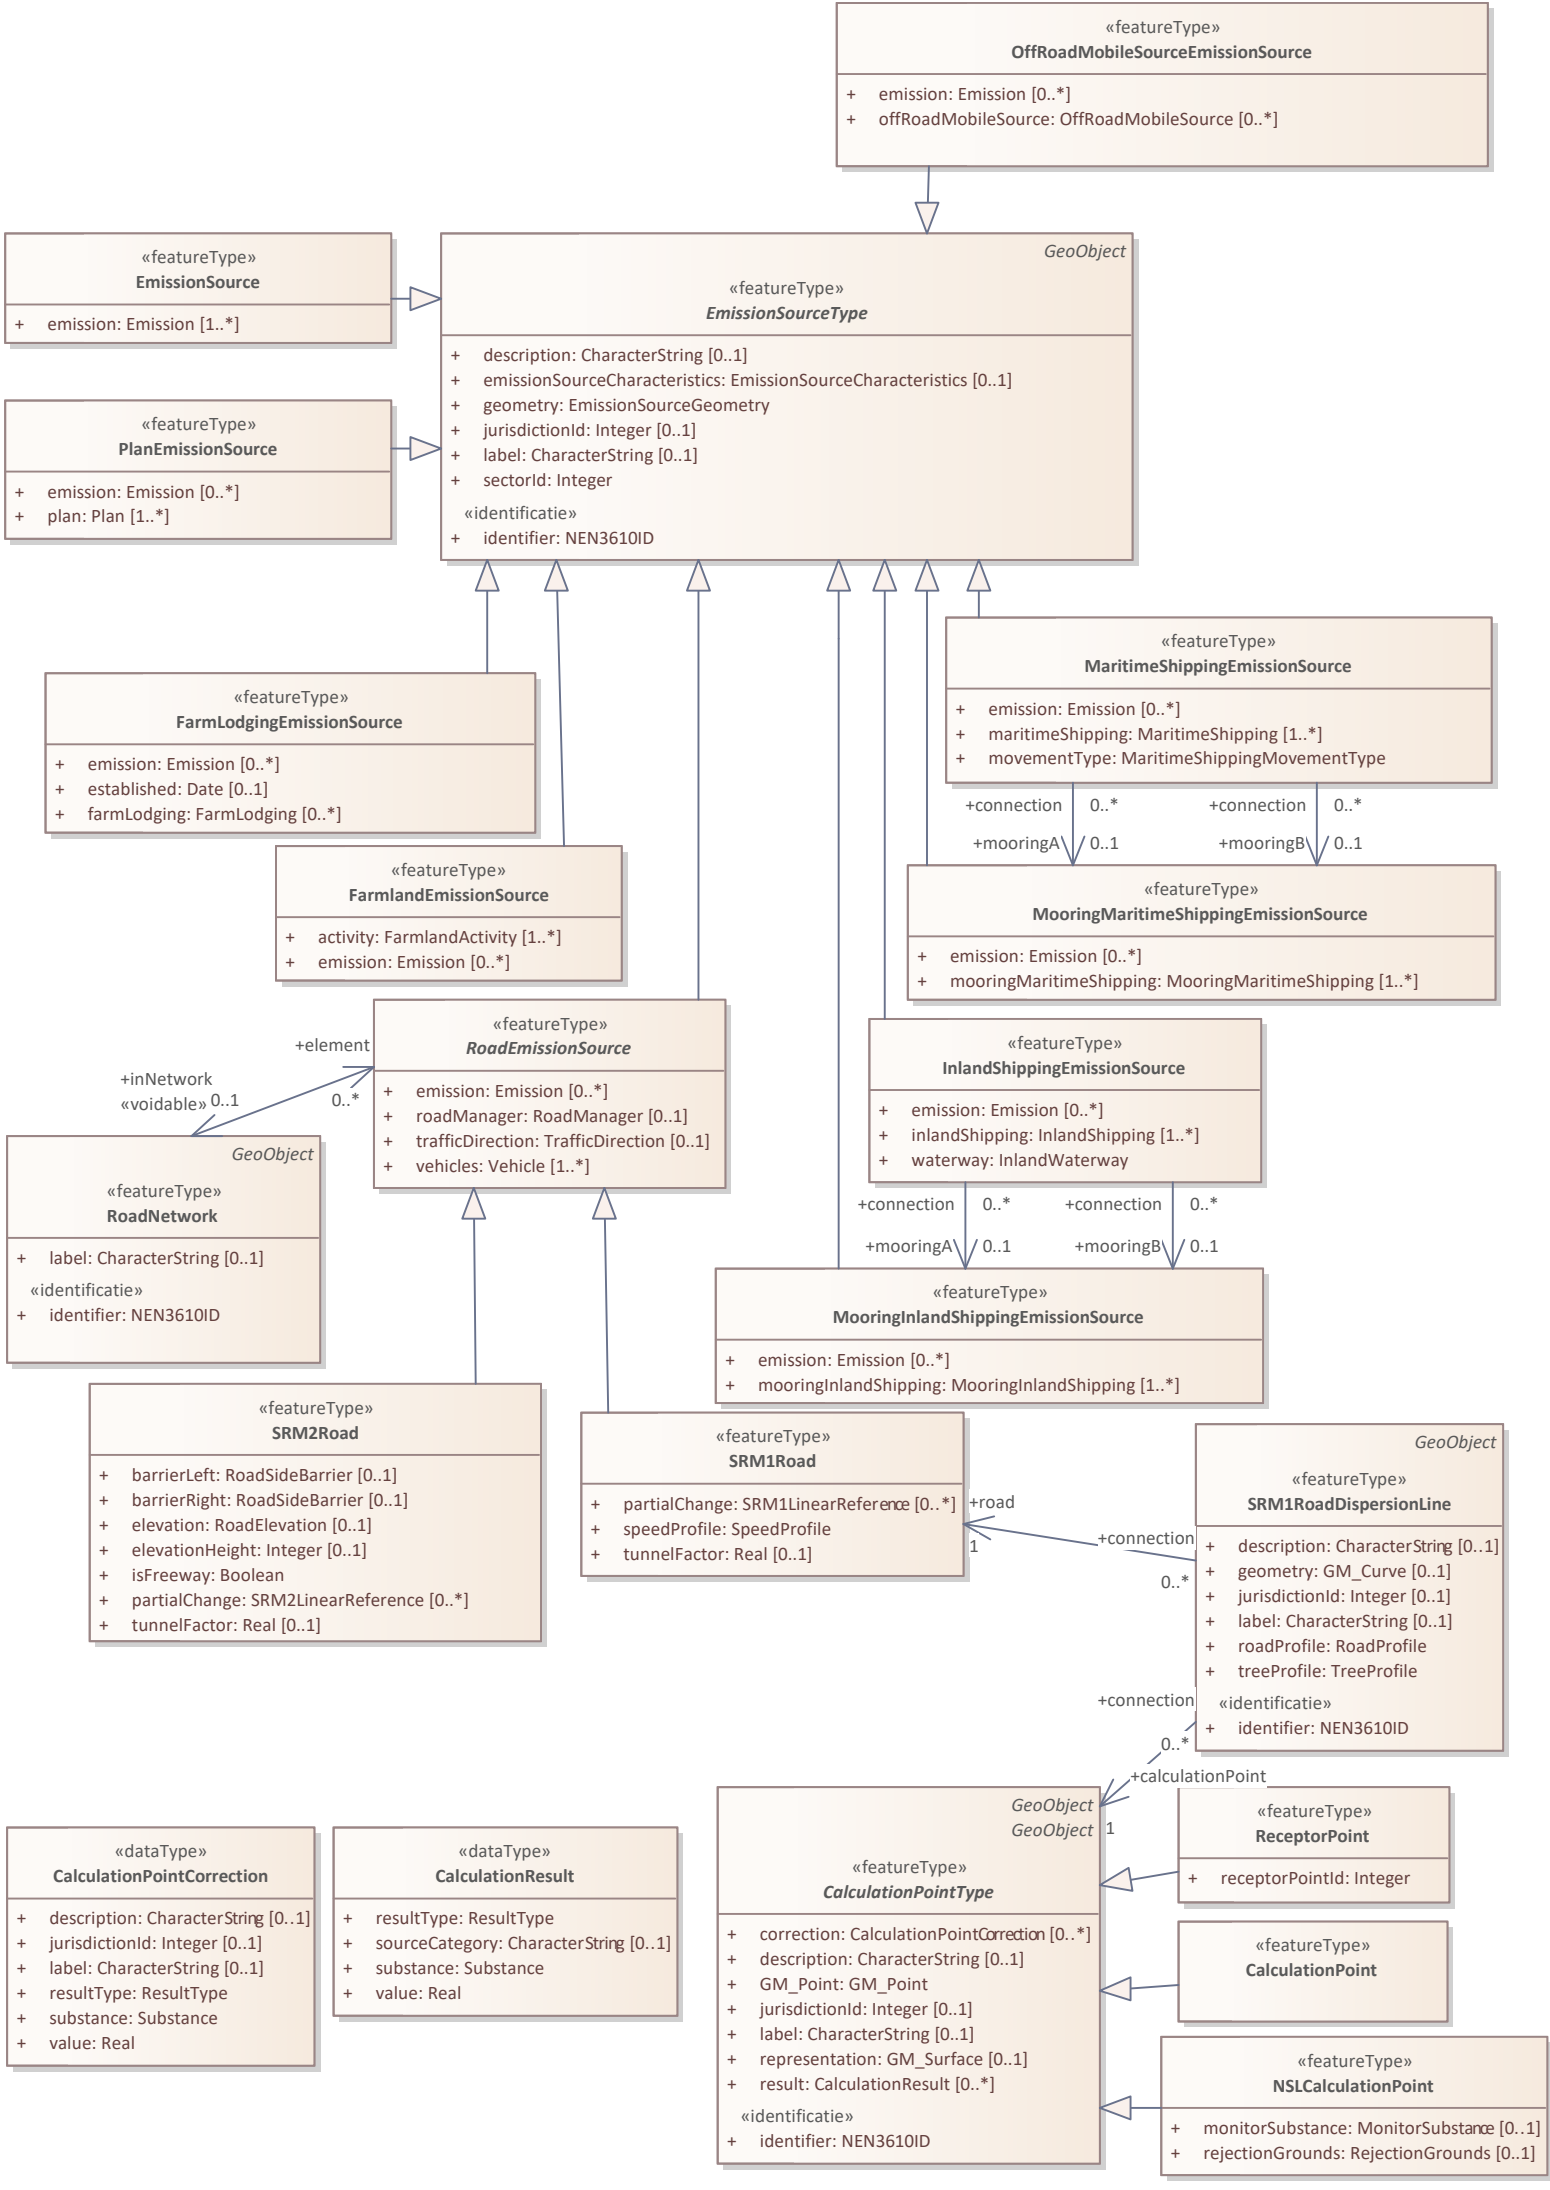 «featureType»
OffRoadMobileSourceEmissionSource
+ emission: Emission [0..*]
+ offRoadMobileSource: OffRoadMobileSource [0..*]
«featureType»
EmissionSource
+ emission: Emission [1..*]
GeoObject
«featureType»
EmissionSourceType
+ description: CharacterString [0..1]
+ emissionSourceCharacteristics: EmissionSourceCharacteristics [0..1]
+ geometry: EmissionSourceGeometry
+ jurisdictionId: Integer [0..1]
+ label: CharacterString [0..1]
+ sectorId: Integer
«identificatie»
+ identifier: NEN3610ID
«featureType»
PlanEmissionSource
+ emission: Emission [0..*]
+ plan: Plan [1..*]
«featureType»
MaritimeShippingEmissionSource
+ emission: Emission [0..*]
+ maritimeShipping: MaritimeShipping [1..*]
+ movementType: MaritimeShippingMovementType
+connection 0..*
+mooringA 0..1
+connection 0..*
+mooringB 0..1
«featureType»
FarmLodgingEmissionSource
+ emission: Emission [0..*]
+ established: Date [0..1]
+ farmLodging: FarmLodging [0..*]
«featureType»
FarmlandEmissionSource
+ activity: FarmlandActivity [1..*]
+ emission: Emission [0..*]
«featureType»
MooringMaritimeShippingEmissionSource
+ emission: Emission [0..*]
+ mooringMaritimeShipping: MooringMaritimeShipping [1..*]
«featureType»
RoadEmissionSource
+ emission: Emission [0..*]
+ roadManager: RoadManager [0..1]
+ trafficDirection: TrafficDirection [0..1]
+ vehicles: Vehicle [1..*]
+element
0..*
+inNetwork
«voidable» 0..1
«featureType»
InlandShippingEmissionSource
+ emission: Emission [0..*]
+ inlandShipping: InlandShipping [1..*]
+ waterway: InlandWaterway
+connection 0..*
+mooringA 0..1
+connection 0..*
+mooringB 0..1
GeoObject
«featureType»
RoadNetwork
+ label: CharacterString [0..1]
«identificatie»
+ identifier: NEN3610ID
«featureType»
MooringInlandShippingEmissionSource
+ emission: Emission [0..*]
+ mooringInlandShipping: MooringInlandShipping [1..*]
«featureType»
SRM2Road
+ barrierLeft: RoadSideBarrier [0..1]
+ barrierRight: RoadSideBarrier [0..1]
+ elevation: RoadElevation [0..1]
+ elevationHeight: Integer [0..1]
+ isFreeway: Boolean
+ partialChange: SRM2LinearReference [0..*]
+ tunnelFactor: Real [0..1]
«featureType»
SRM1Road
+ partialChange: SRM1LinearReference [0..*]
+ speedProfile: SpeedProfile
+ tunnelFactor: Real [0..1]
+road
1
+connection
0..*
GeoObject
«featureType»
SRM1RoadDispersionLine
+ description: CharacterString [0..1]
+ geometry: GM_Curve [0..1]
+ jurisdictionId: Integer [0..1]
+ label: CharacterString [0..1]
+ roadProfile: RoadProfile
+ treeProfile: TreeProfile
«identificatie»
+ identifier: NEN3610ID
+connection
0..*
+calculationPoint
1
«dataType»
CalculationPointCorrection
+ description: CharacterString [0..1]
+ jurisdictionId: Integer [0..1]
+ label: CharacterString [0..1]
+ resultType: ResultType
+ substance: Substance
+ value: Real
«dataType»
CalculationResult
+ resultType: ResultType
+ sourceCategory: CharacterString [0..1]
+ substance: Substance
+ value: Real
GeoObject
GeoObject
«featureType»
CalculationPointType
+ correction: CalculationPointCorrection [0..*]
+ description: CharacterString [0..1]
+ GM_Point: GM_Point
+ jurisdictionId: Integer [0..1]
+ label: CharacterString [0..1]
+ representation: GM_Surface [0..1]
+ result: CalculationResult [0..*]
«identificatie»
+ identifier: NEN3610ID
«featureType»
ReceptorPoint
+ receptorPointId: Integer
«featureType»
CalculationPoint
«featureType»
NSLCalculationPoint
+ monitorSubstance: MonitorSubstance [0..1]
+ rejectionGrounds: RejectionGrounds [0..1]